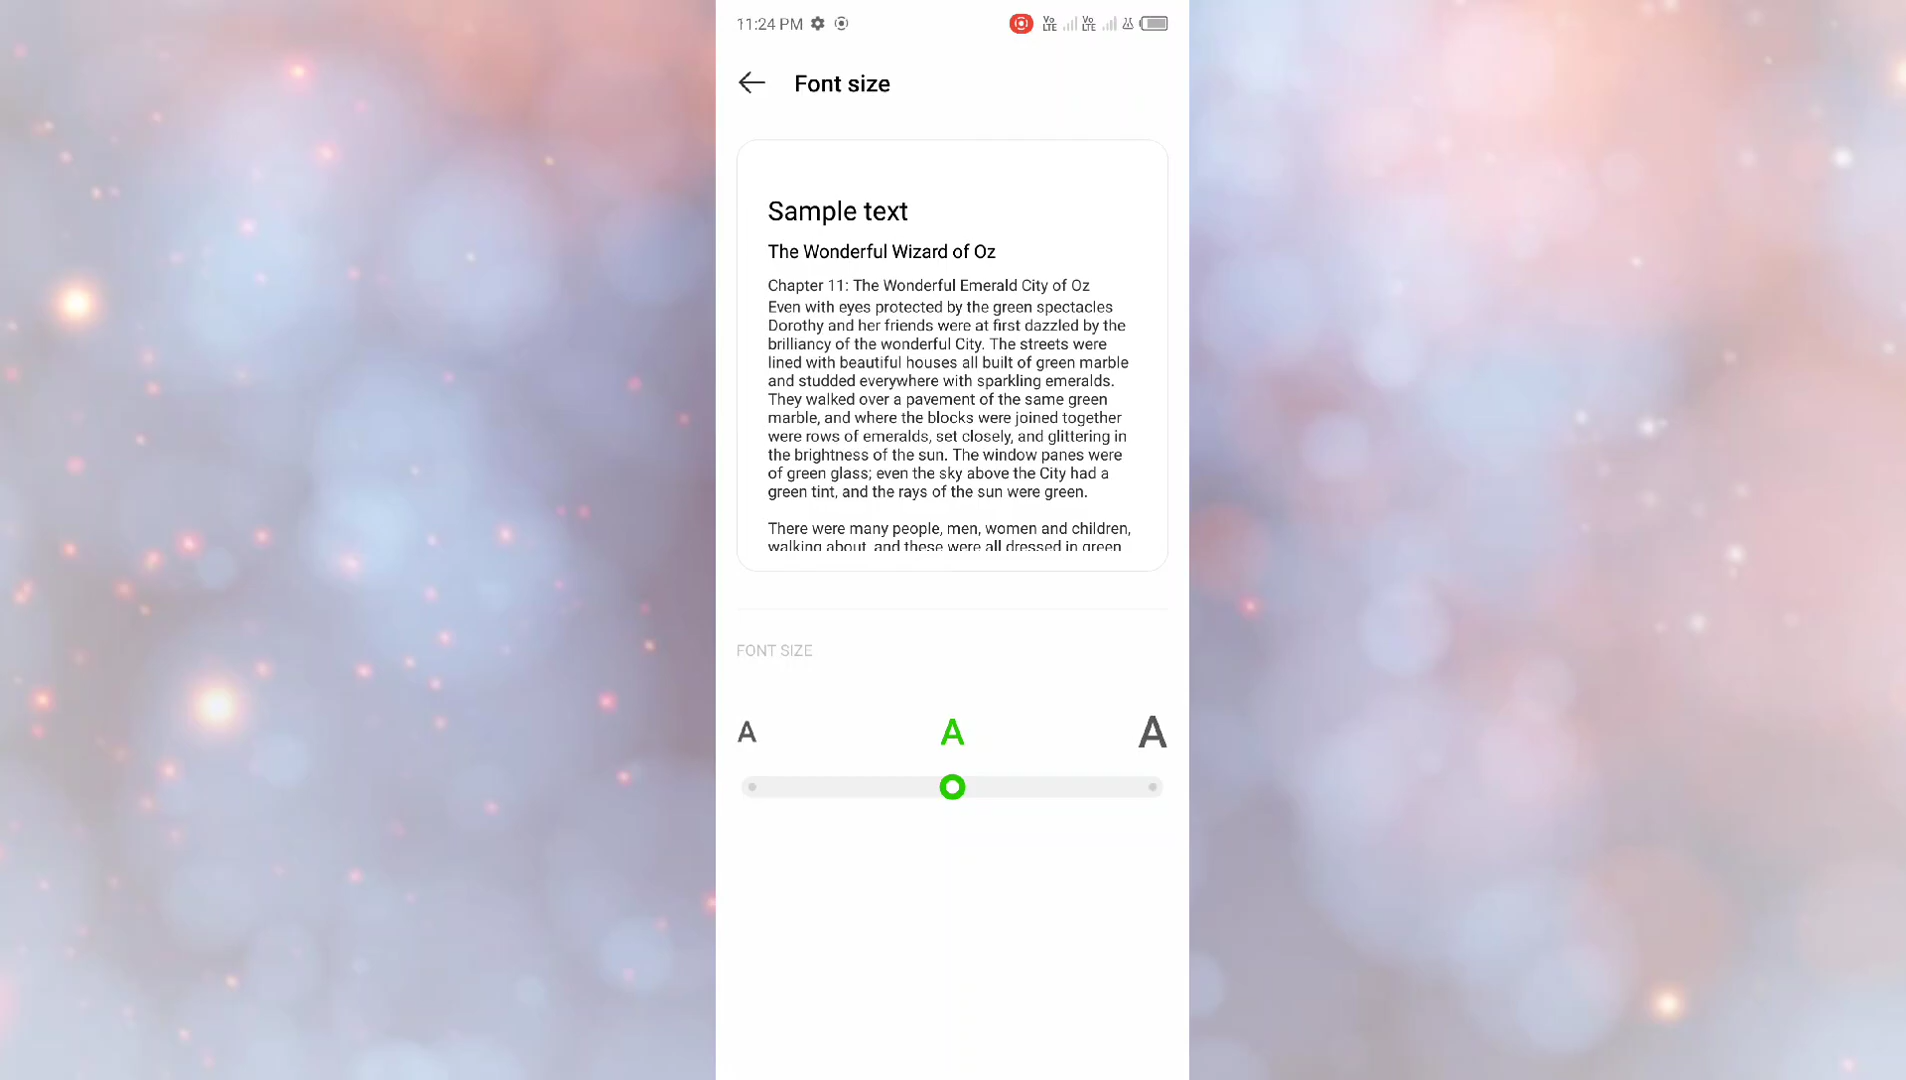 11:24 PM
Vo LTE Vo LTE
Font size
Sample text
The Wonderful Wizard of Oz
Chapter 11: The Wonderful Emerald City of Oz
Even with eyes protected by the green spectacles
Dorothy and her friends were at first dazzled by the
brilliancy of the wonderful City. The streets were
lined with beautiful houses all built of green marble
and studded everywhere with sparkling emeralds.
They walked over a pavement of the same green
marble, and where the blocks were joined together
were rows of emeralds, set closely, and glittering in
the brightness of the sun. The window panes were
of green glass; even the sky above the City had a
green tint, and the rays of the sun were green.
There were many people, men, women and children,
walking about, and these were all dressed in green
FONT SIZE
A A A